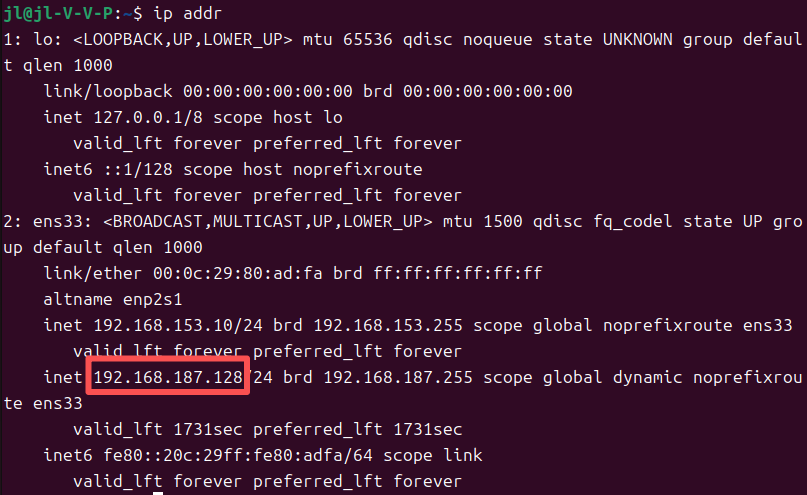 jl@jl-V-V-P:~$ ip addr
1: lo: <LOOPBACK,UP,LOWER_UP> mtu 65536 qdisc noqueue state UNKNOWN group defaul
t qlen 1000
    link/loopback 00:00:00:00:00:00 brd 00:00:00:00:00:00
    inet 127.0.0.1/8 scope host lo
       valid_lft forever preferred_lft forever
    inet6 ::1/128 scope host noprefixroute
       valid_lft forever preferred_lft forever
2: ens33: <BROADCAST,MULTICAST,UP,LOWER_UP> mtu 1500 qdisc fq_codel state UP gro
up default qlen 1000
    link/ether 00:0c:29:80:ad:fa brd ff:ff:ff:ff:ff:ff
    altname enp2s1
    inet 192.168.153.10/24 brd 192.168.153.255 scope global noprefixroute ens33
       valid_lft forever preferred_lft forever
    inet 192.168.187.128/24 brd 192.168.187.255 scope global dynamic noprefixrou
te ens33
       valid_lft 1731sec preferred_lft 1731sec
    inet6 fe80::20c:29ff:fe80:adfa/64 scope link
       valid_lft forever preferred_lft forever